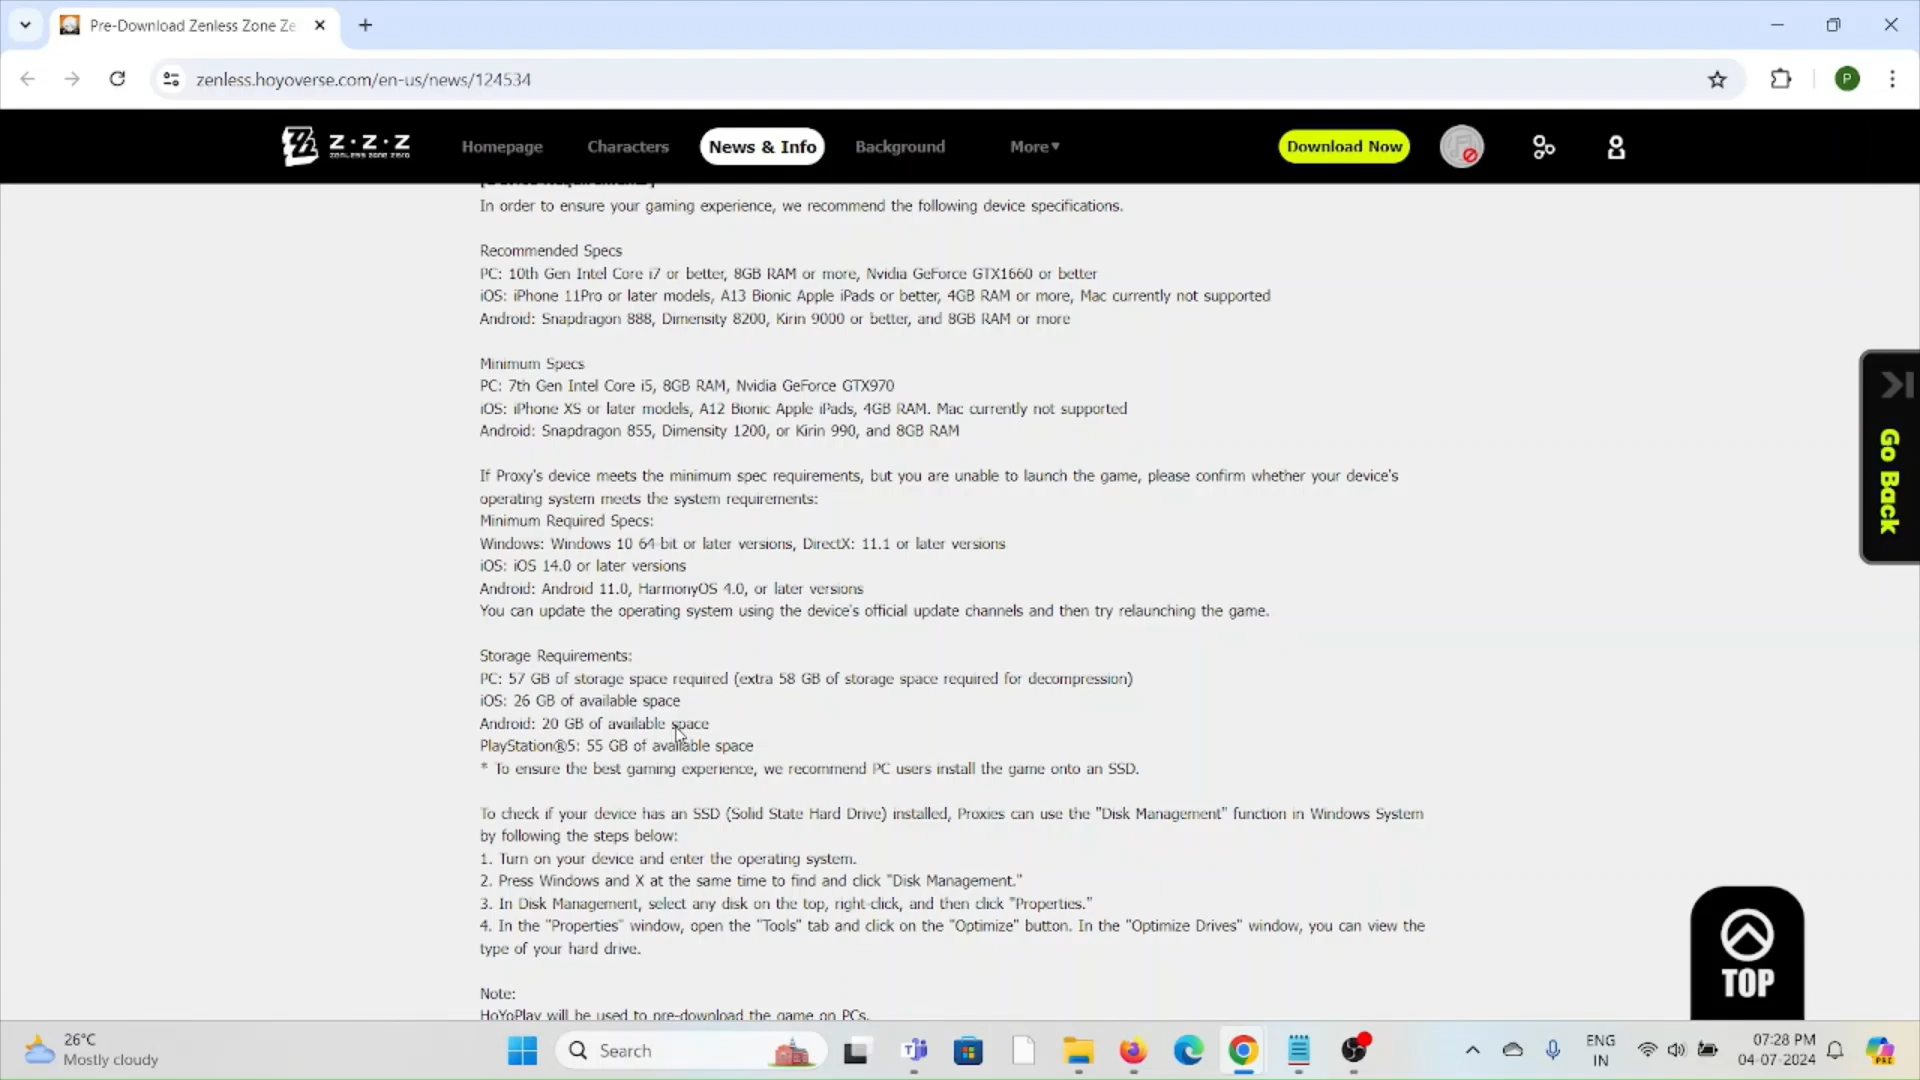 Pre-Download Zenless Zone Ze
zenless.hoyoverse.com/en-us/news/124534
P
Z·Z·Z
ZENLESS ZONE ZERO
Homepage
Characters
News & Info
Background
More▾
Download Now
[Device Requirements]
In order to ensure your gaming experience, we recommend the following device specifications.
Recommended Specs
PC: 10th Gen Intel Core i7 or better, 8GB RAM or more, Nvidia GeForce GTX1660 or better
iOS: iPhone 11Pro or later models, A13 Bionic Apple iPads or better, 4GB RAM or more, Mac currently not supported
Android: Snapdragon 888, Dimensity 8200, Kirin 9000 or better, and 8GB RAM or more
Minimum Specs
PC: 7th Gen Intel Core i5, 8GB RAM, Nvidia GeForce GTX970
iOS: iPhone XS or later models, A12 Bionic Apple iPads, 4GB RAM. Mac currently not supported
Android: Snapdragon 855, Dimensity 1200, or Kirin 990, and 8GB RAM
If Proxy's device meets the minimum spec requirements, but you are unable to launch the game, please confirm whether your device's
operating system meets the system requirements:
Minimum Required Specs:
Windows: Windows 10 64-bit or later versions, DirectX: 11.1 or later versions
iOS: iOS 14.0 or later versions
Android: Android 11.0, HarmonyOS 4.0, or later versions
You can update the operating system using the device's official update channels and then try relaunching the game.
Storage Requirements:
PC: 57 GB of storage space required (extra 58 GB of storage space required for decompression)
iOS: 26 GB of available space
Android: 20 GB of available space
PlayStation®5: 55 GB of available space
* To ensure the best gaming experience, we recommend PC users install the game onto an SSD.
To check if your device has an SSD (Solid State Hard Drive) installed, Proxies can use the "Disk Management" function in Windows System
by following the steps below:
1. Turn on your device and enter the operating system.
2. Press Windows and X at the same time to find and click "Disk Management."
3. In Disk Management, select any disk on the top, right-click, and then click "Properties."
4. In the "Properties" window, open the "Tools" tab and click on the "Optimize" button. In the "Optimize Drives" window, you can view the
type of your hard drive.
Note:
HoYoPlay will be used to pre-download the game on PCs.
Go Back
TOP
26°C
Mostly cloudy
Search
ENG
IN
07:28 PM
04-07-2024
PRE